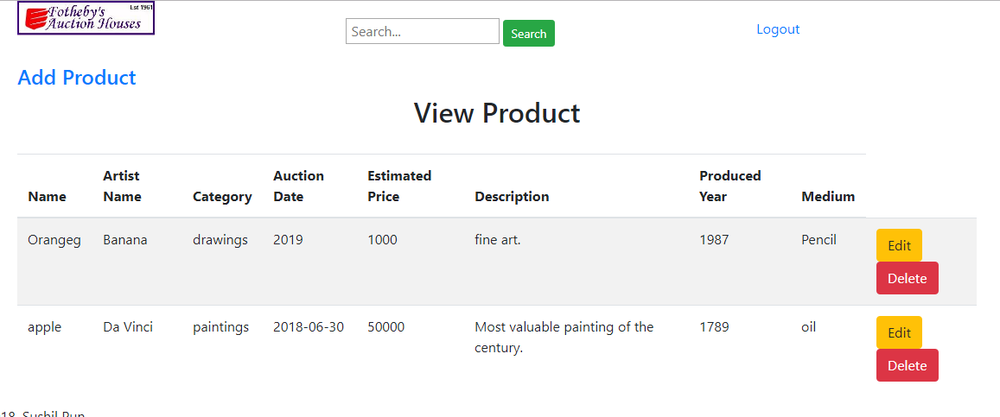 Fotheby's Est 1961
Auction Houses
Search... Search Logout
Add Product
View Product
Name Artist Name Category Auction Date Estimated Price Description Produced Year Medium
Orangeg Banana drawings 2019 1000 fine art. 1987 Pencil Edit
Delete
apple Da Vinci paintings 2018-06-30 50000 Most valuable painting of the century. 1789 oil Edit
Delete
18, Sushil Pun